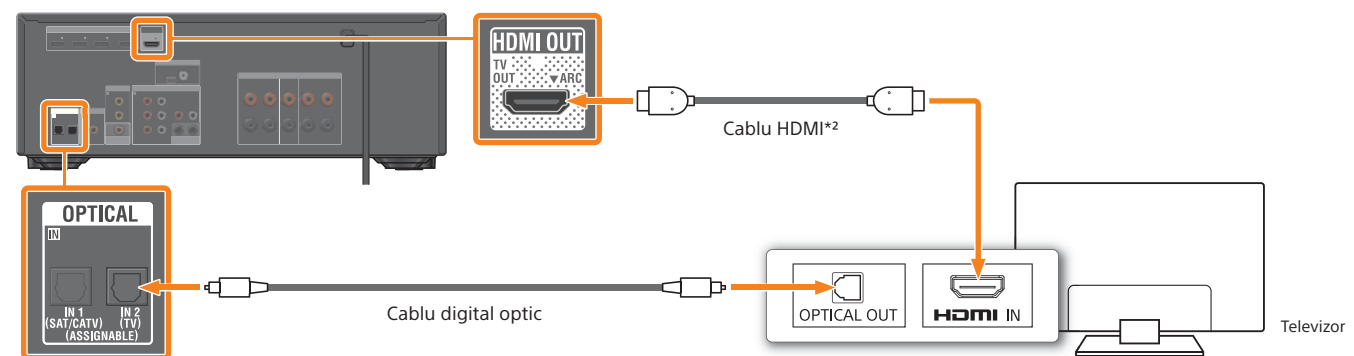 HDMI OUT
TV
OUT ▼ARC
Cablu HDMI*²
OPTICAL
IN
IN 1 IN 2
(SAT/CATV) (TV)
(ASSIGNABLE)
Cablu digital optic
OPTICAL OUT
HDMI IN
Televizor